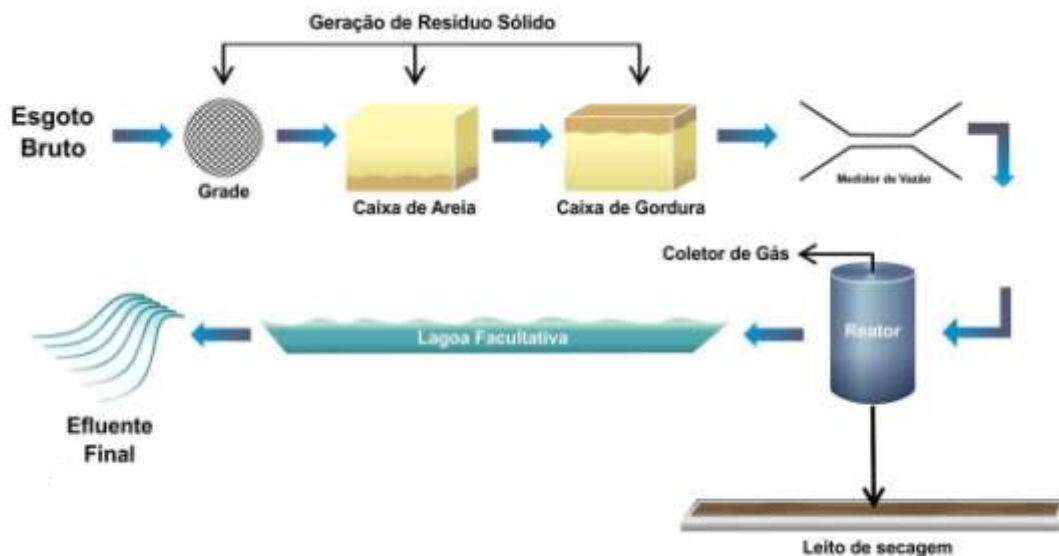 Geração de Resíduo Sólido
Esgoto
Bruto
Grade
Caixa de Areia
Caixa de Gordura
Medidor de Vazão
Coletor de Gás
Reator
Lagoa Facultativa
Efluente
Final
Leito de secagem